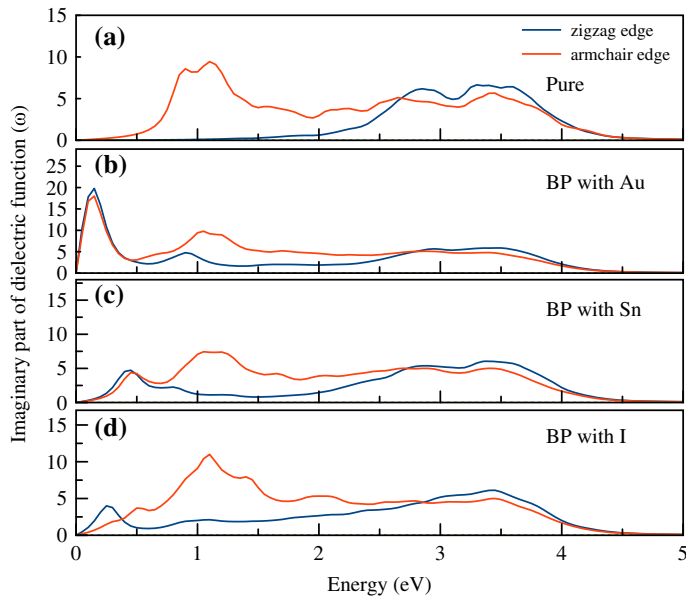 Imaginary part of dielectric function (ω)
(a)
zigzag edge
armchair edge
Pure
15
10
5
0
(b)
BP with Au
25
20
15
10
5
0
(c)
BP with Sn
15
10
5
0
(d)
BP with I
15
10
5
0
0 1 2 3 4 5
Energy (eV)